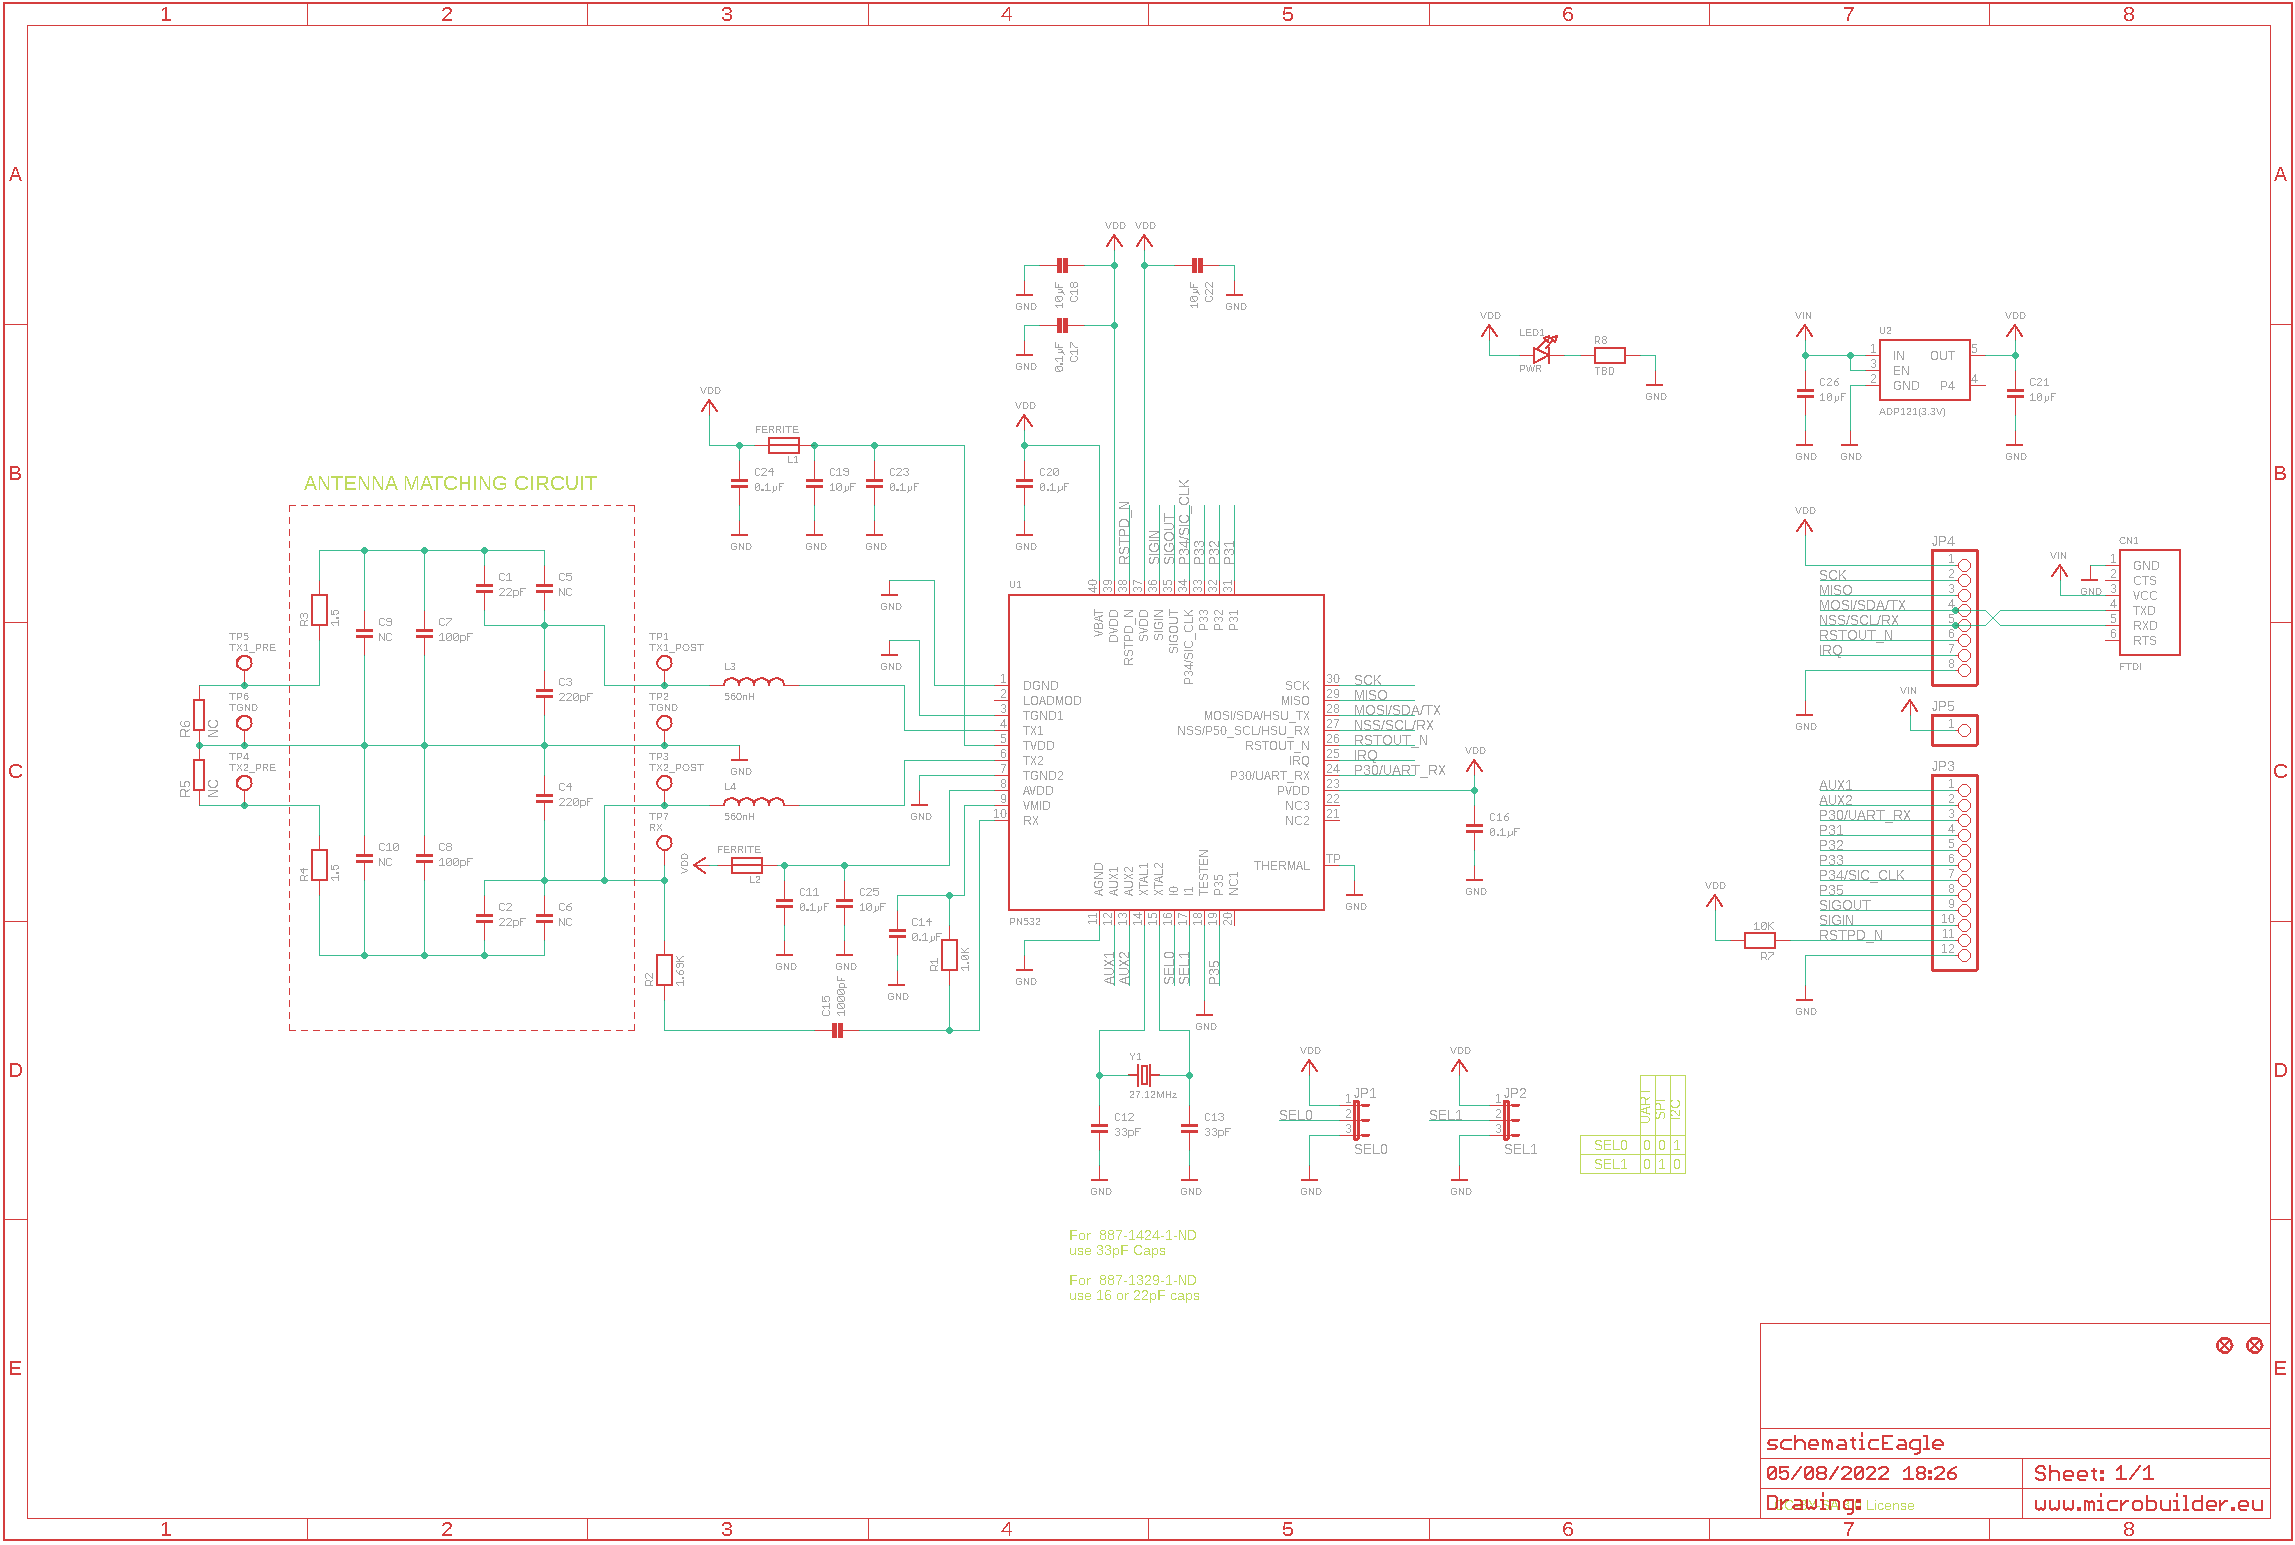 1 2 3 4 5 6 7 8
A A
B B
C C
D D
E E
VDD VDD
10µF C18
GND
10µF C22
GND
0.1µF C17
GND
VDD
LED1
PWR
R8
TBD
GND
VIN
U2
VDD
1 IN OUT 5
3 EN
2 GND P4 4
ADP121(3.3V)
C26
10µF
C21
10µF
GND
GND
GND
VDD
FERRITE
L1
C24
0.1µF
C19
10µF
C23
0.1µF
GND
GND
GND
VDD
C20
0.1µF
GND
RSTPD_N
SIGIN
SIGOUT
P34/SIC_CLK
P33
P32
P31
ANTENNA MATCHING CIRCUIT
C1
22pF
C5
NC
R3
1.5
C9
NC
C7
100pF
C3
220pF
C4
220pF
C10
NC
C8
100pF
R4
1.5
C2
22pF
C6
NC
TP5
TX1_PRE
TP6
TGND
TP4
TX2_PRE
R6
NC
R5
NC
TP1
TX1_POST
TP2
TGND
TP3
TX2_POST
TP7
RX
L3
560nH
GND
L4
560nH
GND
GND
GND
VDD
FERRITE
L2
C11
0.1µF
C25
10µF
GND
GND
C14
0.1µF
GND
R1
1.0K
R2
1.69K
C15
1000pF
U1
40 39 38 37 36 35 34 33 32 31
VBAT
DVDD
RSTPD_N
SVDD
SIGIN
SIGOUT
P34/SIC_CLK
P33
P32
P31
1 DGND
2 LOADMOD
3 TGND1
4 TX1
5 TVDD
6 TX2
7 TGND2
8 AVDD
9 VMID
10 RX
SCK 30 SCK
MISO 29 MISO
MOSI/SDA/HSU_TX 28 MOSI/SDA/TX
NSS/P50_SCL/HSU_RX 27 NSS/SCL/RX
RSTOUT_N 26 RSTOUT_N
IRQ 25 IRQ
P30/UART_RX 24 P30/UART_RX
PVDD 23
NC3 22
NC2 21
THERMAL TP
GND
AGND
AUX1
AUX2
XTAL1
XTAL2
I0
I1
TESTEN
P35
NC1
11 12 13 14 15 16 17 18 19 20
PN532
GND
AUX1
AUX2
SEL0
SEL1
P35
GND
VDD
C16
0.1µF
GND
Y1
27.12MHz
C12
33pF
C13
33pF
GND
GND
VDD
JP1
1
SEL0 2
3
SEL0
GND
VDD
JP2
1
SEL1 2
3
SEL1
GND
UART SPI I2C
SEL0 0 0 1
SEL1 0 1 0
For 887-1424-1-ND
use 33pF Caps
For 887-1329-1-ND
use 16 or 22pF caps
VDD
JP4
1
SCK 2
MISO 3
MOSI/SDA/TX 4
NSS/SCL/RX 5
RSTOUT_N 6
IRQ 7
8
GND
CN1
VIN
GND
1 GND
2 CTS
3 VCC
4 TXD
5 RXD
6 RTS
FTDI
VIN
JP5
1
JP3
AUX1 1
AUX2 2
P30/UART_RX 3
P31 4
P32 5
P33 6
P34/SIC_CLK 7
P35 8
SIGOUT 9
SIGIN 10
RSTPD_N 11
12
VDD
10K
R7
GND
schematicEagle
05/08/2022 18:26
Sheet: 1/1
Drawing:
License
www.microbuilder.eu
1 2 3 4 5 6 7 8